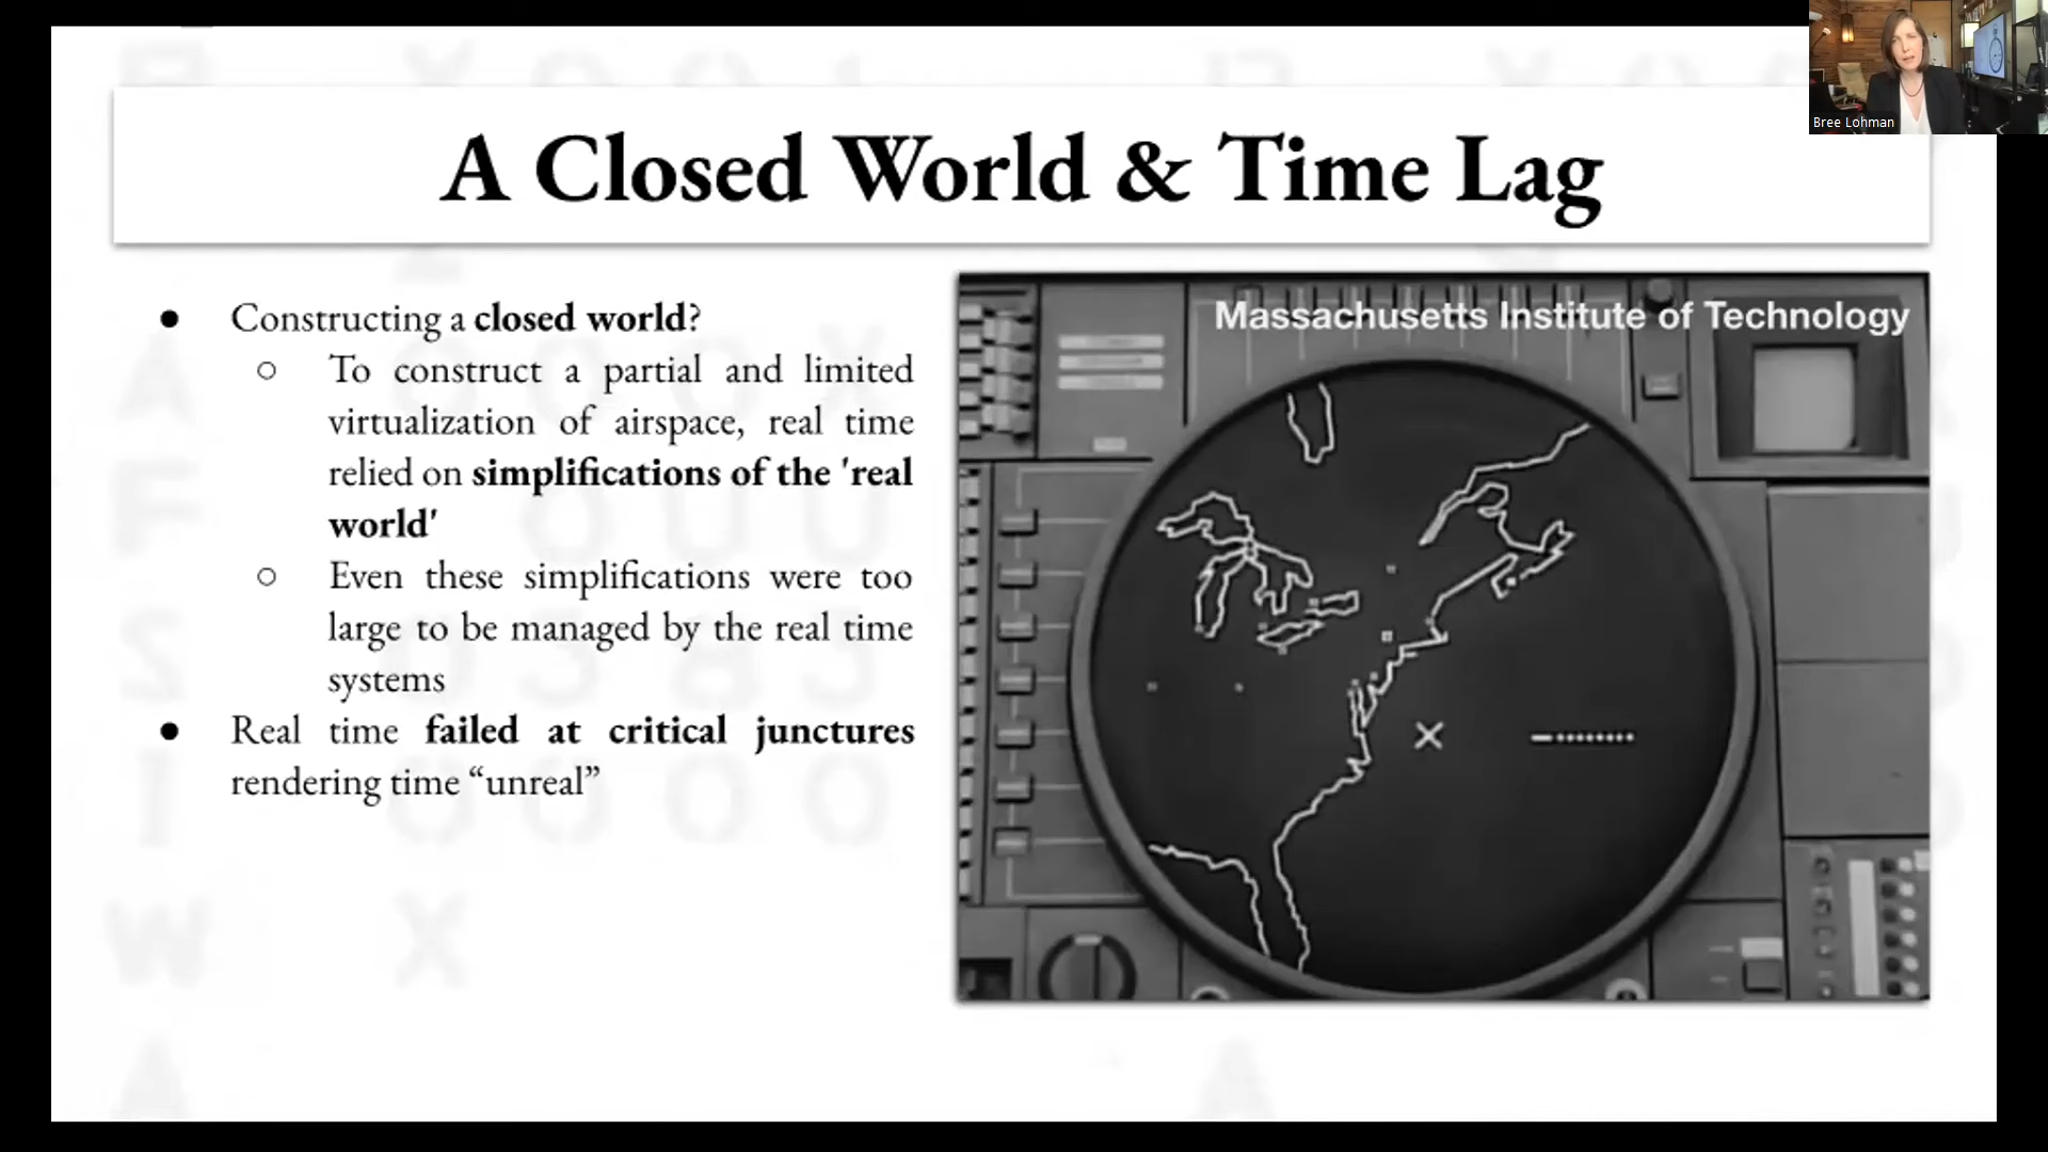 Bree Lohman
A Closed World & Time Lag
● Constructing a closed world?
○ To construct a partial and limited
virtualization of airspace, real time
relied on simplifications of the 'real
world'
○ Even these simplifications were too
large to be managed by the real time
systems
● Real time failed at critical junctures
rendering time “unreal”
Massachusetts Institute of Technology